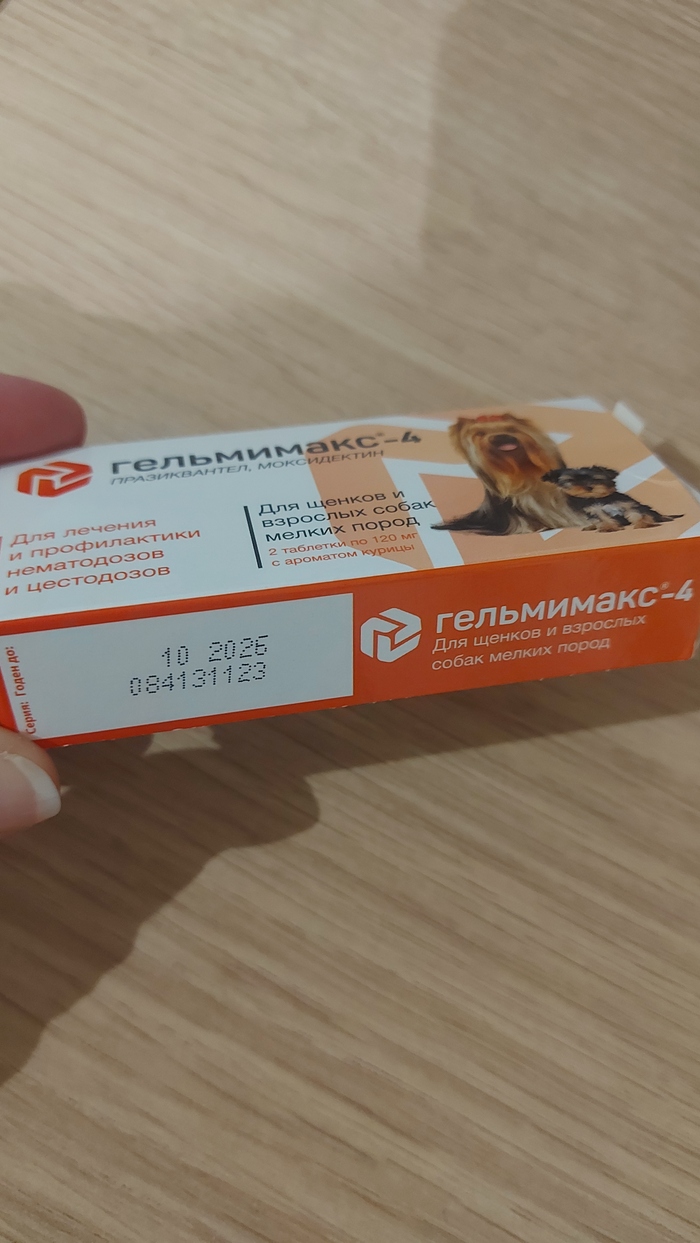 гельмимакс®-4
ПРАЗИКВАНТЕЛ, МОКСИДЕКТИН
Для лечения
и профилактики
нематодозов
и цестодозов
Для щенков и
взрослых собак
мелких пород
2 таблетки по 120 мг
с ароматом курицы
Годен до:
Серия:
10 2026
084131123
гельмимакс®-4
Для щенков и взрослых
собак мелких пород